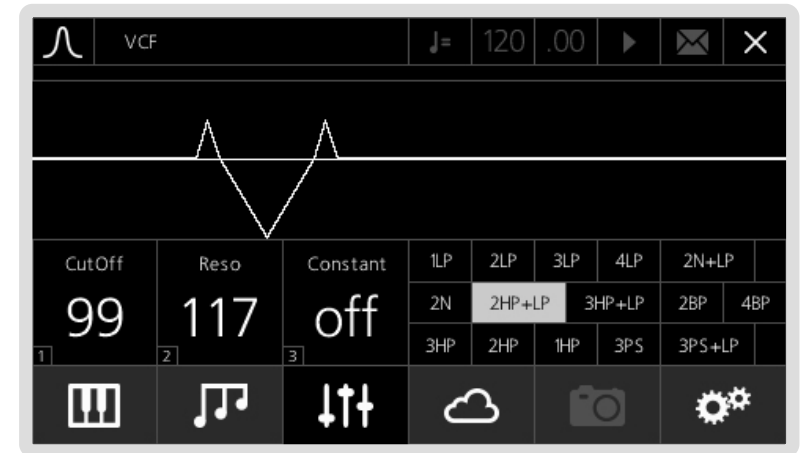 VCF ♩= 120 .00
CutOff Reso Constant
99 117 off
1 2 3
1LP 2LP 3LP 4LP 2N+LP
2N 2HP+LP 3HP+LP 2BP 4BP
3HP 2HP 1HP 3PS 3PS+LP